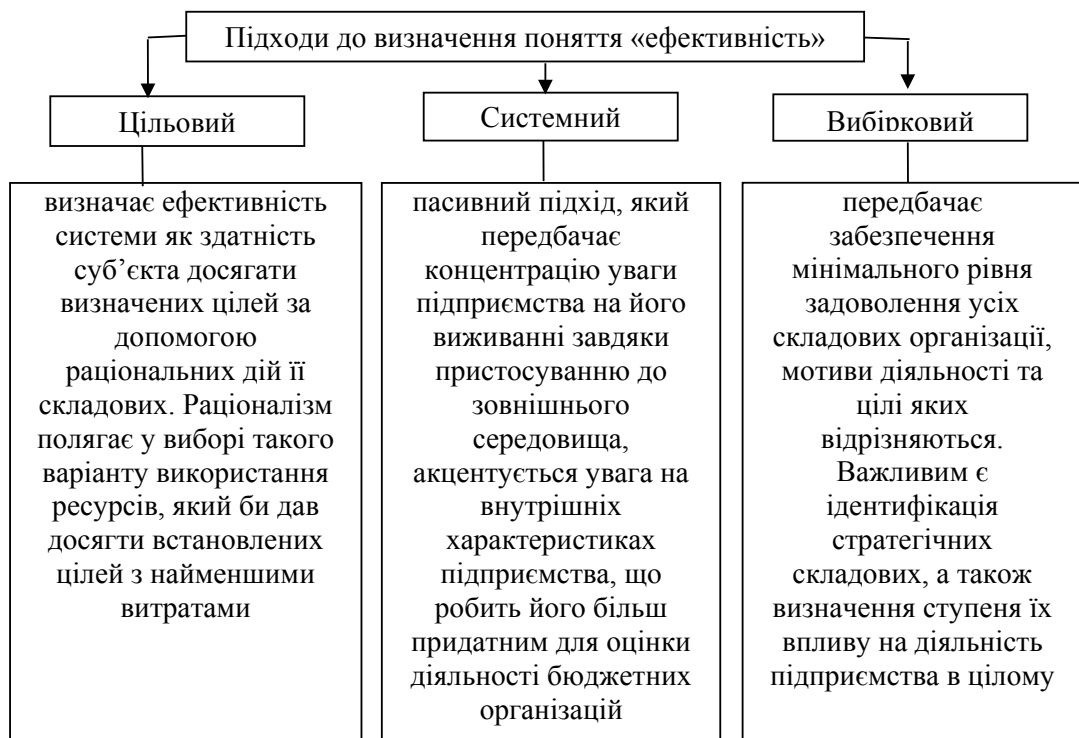 Підходи до визначення поняття «ефективність»
Цільовий
Системний
Вибірковий
визначає ефективність
системи як здатність
суб’єкта досягати
визначених цілей за
допомогою
раціональних дій її
складових. Раціоналізм
полягає у виборі такого
варіанту використання
ресурсів, який би дав
досягти встановлених
цілей з найменшими
витратами
пасивний підхід, який
передбачає
концентрацію уваги
підприємства на його
виживанні завдяки
пристосуванню до
зовнішнього
середовища,
акцентується увага на
внутрішніх
характеристиках
підприємства, що
робить його більш
придатним для оцінки
діяльності бюджетних
організацій
передбачає
забезпечення
мінімального рівня
задоволення усіх
складових організації,
мотиви діяльності та
цілі яких
відрізняються.
Важливим є
ідентифікація
стратегічних
складових, а також
визначення ступеня їх
впливу на діяльність
підприємства в цілому